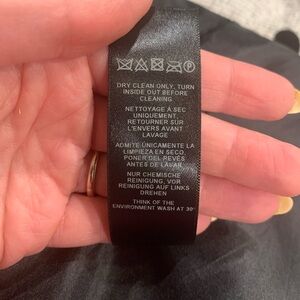 DRY CLEAN ONLY, TURN
INSIDE OUT BEFORE
CLEANING
NETTOYAGE À SEC
UNIQUEMENT,
RETOURNER SUR
L'ENVERS AVANT
LAVAGE
ADMITE ÚNICAMENTE LA
LIMPIEZA EN SECO,
PONER DEL REVÉS
ANTES DE LAVAR
NUR CHEMISCHE
REINIGUNG, VOR
REINIGUNG AUF LINKS
DREHEN
THINK OF THE
ENVIRONMENT WASH AT 30°